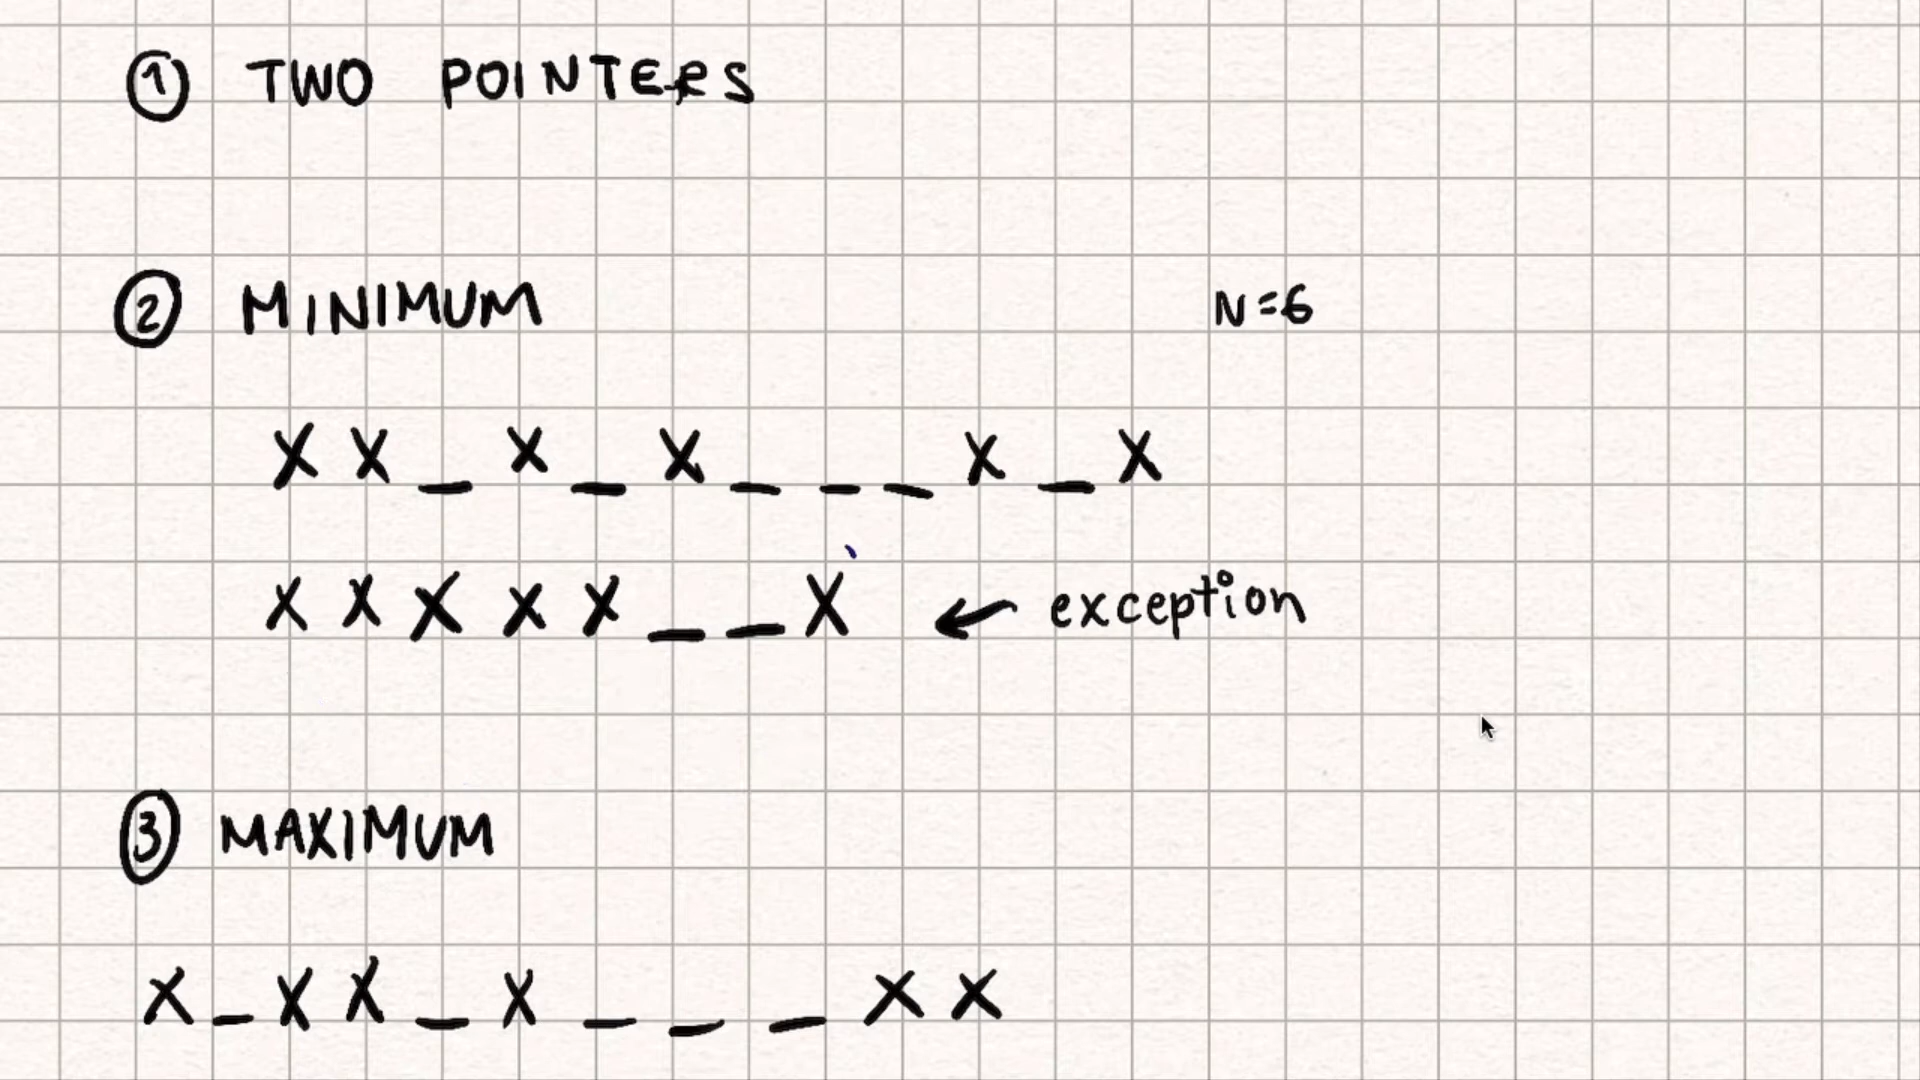 ① TWO POINTERS
② MINIMUM N=6
X X _ X _ X _ _ _ X _ X
X X X X X _ _ X ← exception
③ MAXIMUM
X _ X X _ X _ _ _ X X